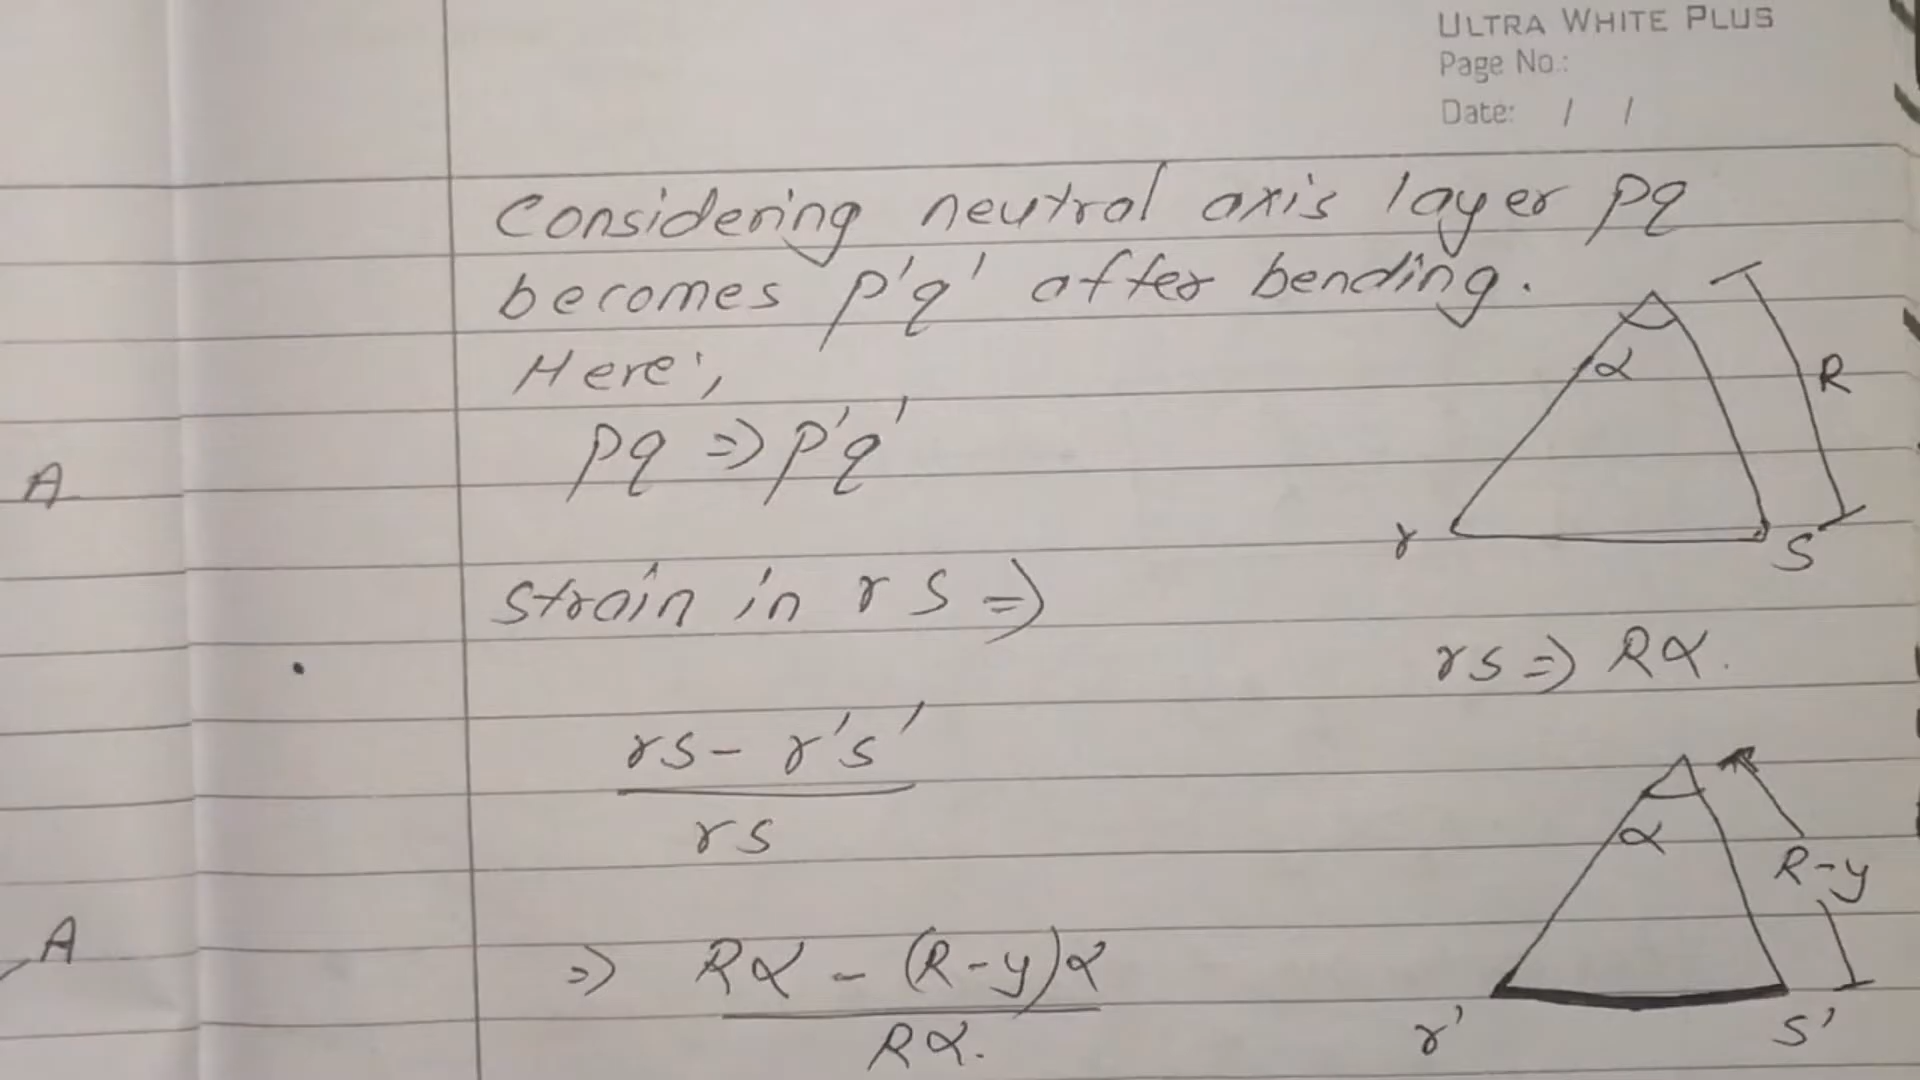 ULTRA WHITE PLUS
Page No.:
Date: / /
Considering neutral axis layer pq
becomes p'q' after bending.
Here,
pq => p'q'
α
R
r
S
A
strain in rs =>
rs => Rα.
rs - r's'
rs
α
R-y
A
=> Rα - (R-y)α
Rα.
r'
s'